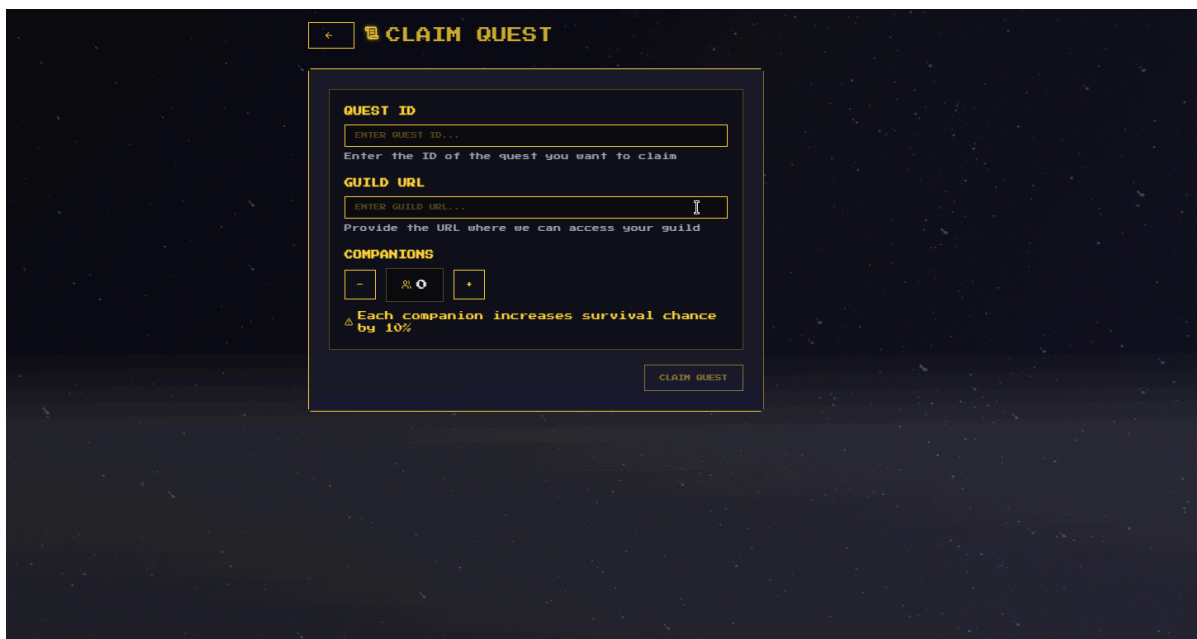 CLAIM QUEST
QUEST ID
ENTER QUEST ID...
Enter the ID of the quest you want to claim
GUILD URL
ENTER GUILD URL...
Provide the URL where we can access your guild
COMPANIONS
- 0 +
Each companion increases survival chance
by 10%
CLAIM QUEST